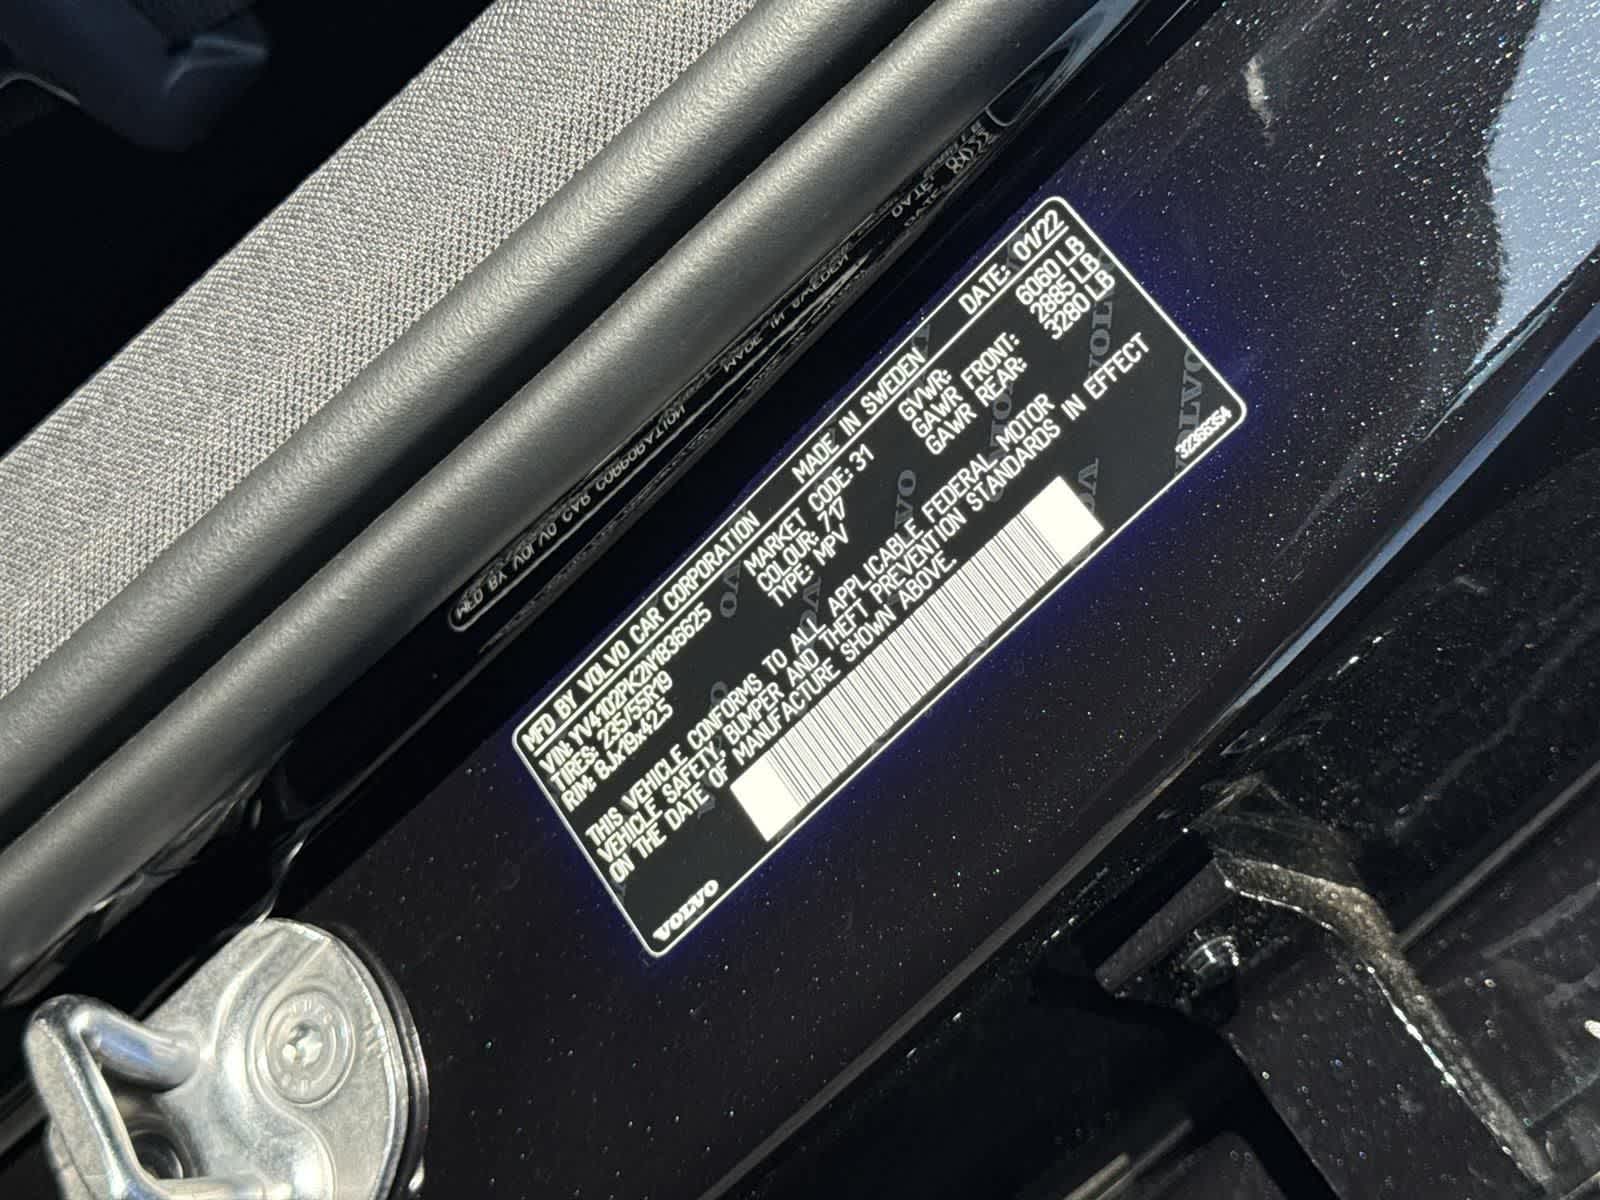 MFD BY VOLVO CAR CORPORATION MADE IN SWEDEN DATE: 01/22
VIN: YV4102PK2N1836625 MARKET CODE: 31 GVWR: 6060 LB
TIRES: 235/55R19 COLOUR: 717 GAWR FRONT: 2885 LB
RIM: 8Jx19x42.5 TYPE: MPV GAWR REAR: 3280 LB
THIS VEHICLE CONFORMS TO ALL APPLICABLE FEDERAL MOTOR
VEHICLE SAFETY, BUMPER AND THEFT PREVENTION STANDARDS IN EFFECT
ON THE DATE OF MANUFACTURE SHOWN ABOVE.
VOLVO 32366354